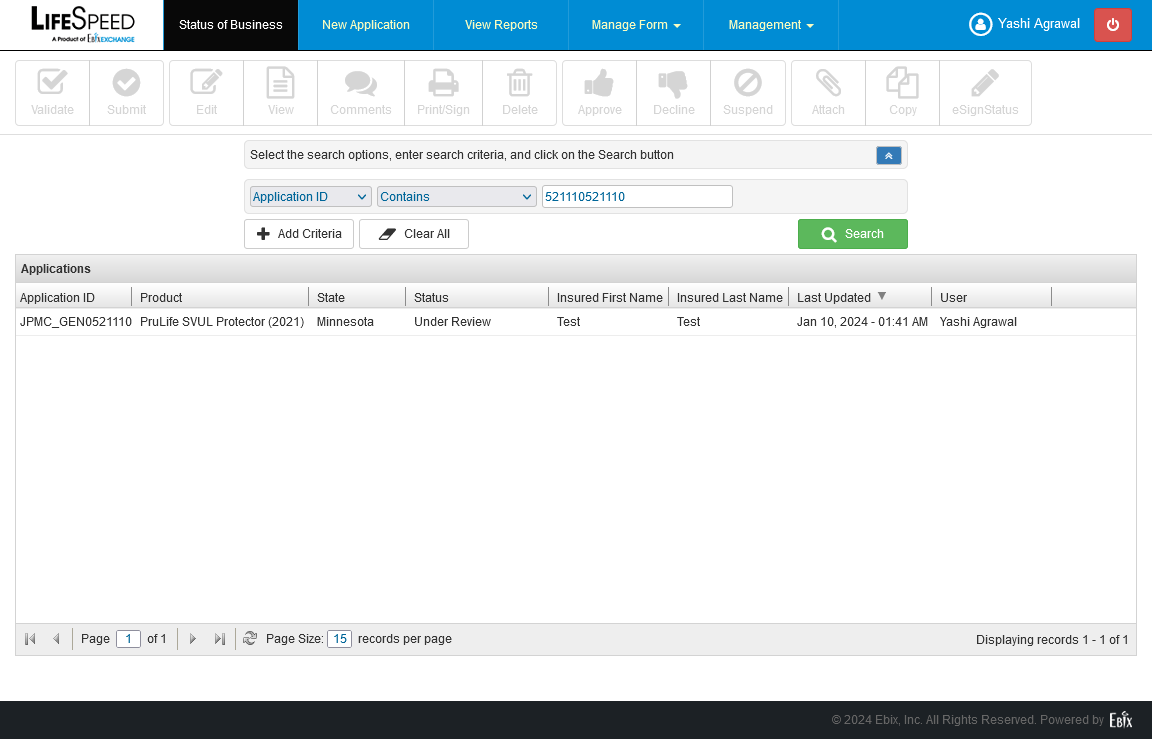 LIFESPEED
A Product of EbixEXCHANGE
Status of Business New Application View Reports Manage Form Management Yashi Agrawal
Validate Submit Edit View Comments Print/Sign Delete Approve Decline Suspend Attach Copy eSignStatus
Select the search options, enter search criteria, and click on the Search button
Application ID Contains 521110521110
Add Criteria Clear All Search
Applications
Application ID Product State Status Insured First Name Insured Last Name Last Updated User
JPMC_GEN0521110 PruLife SVUL Protector (2021) Minnesota Under Review Test Test Jan 10, 2024 - 01:41 AM Yashi Agrawal
Page 1 of 1 Page Size: 15 records per page Displaying records 1 - 1 of 1
© 2024 Ebix, Inc. All Rights Reserved. Powered by Ebix